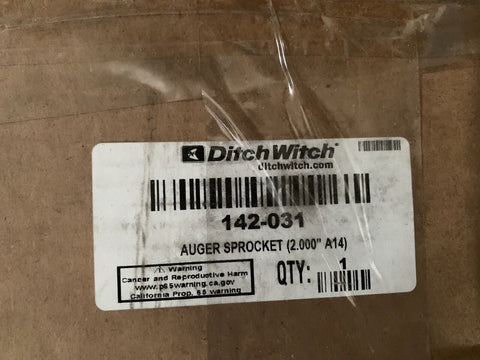 DitchWitch®
ditchwitch.com
142-031
AUGER SPROCKET (2.000" A14)
⚠ Warning
Cancer and Reproductive Harm
www.p65warning.ca.gov
California Prop. 65 warning
QTY: 1